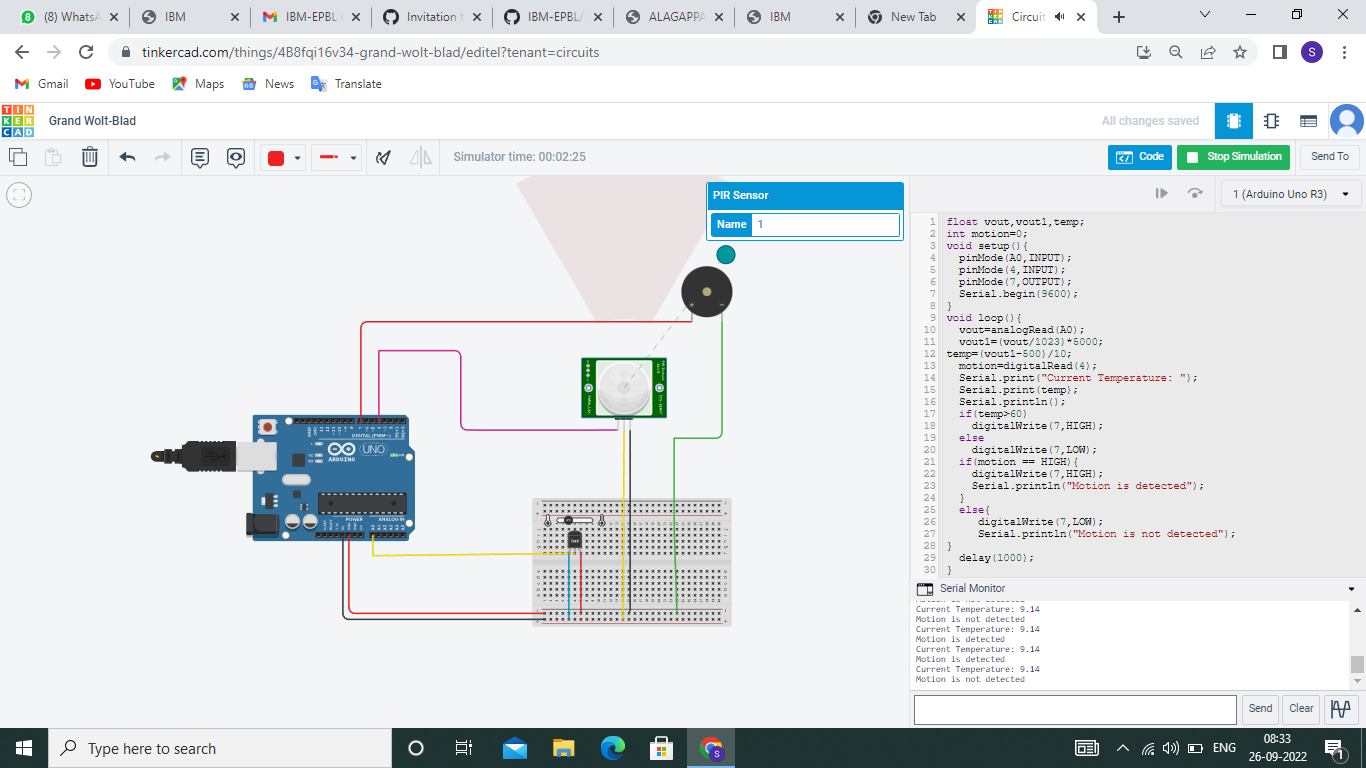 (8) WhatsA
IBM
IBM-EPBL
Invitation t
IBM-EPBL/
ALAGAPPA
IBM
New Tab
Circuit
tinkercad.com/things/4B8fqi16v34-grand-wolt-blad/editel?tenant=circuits
S
Gmail
YouTube
Maps
News
Translate
TIN
KER
CAD
Grand Wolt-Blad
All changes saved
Simulator time: 00:02:25
Code
Stop Simulation
Send To
PIR Sensor
Name 1
1 (Arduino Uno R3)
DIGITAL (PWM~)
UNO
ARDUINO
POWER
ANALOG IN
TMP
1 float vout,vout1,temp;
2 int motion=0;
3 void setup(){
4 pinMode(A0,INPUT);
5 pinMode(4,INPUT);
6 pinMode(7,OUTPUT);
7 Serial.begin(9600);
8 }
9 void loop(){
10 vout=analogRead(A0);
11 vout1=(vout/1023)*5000;
12 temp=(vout1-500)/10;
13 motion=digitalRead(4);
14 Serial.print("Current Temperature: ");
15 Serial.print(temp);
16 Serial.println();
17 if(temp>60)
18 digitalWrite(7,HIGH);
19 else
20 digitalWrite(7,LOW);
21 if(motion == HIGH){
22 digitalWrite(7,HIGH);
23 Serial.println("Motion is detected");
24 }
25 else{
26 digitalWrite(7,LOW);
27 Serial.println("Motion is not detected");
28 }
29 delay(1000);
30 }
Serial Monitor
Current Temperature: 9.14
Motion is not detected
Current Temperature: 9.14
Motion is detected
Current Temperature: 9.14
Motion is detected
Current Temperature: 9.14
Motion is not detected
Send
Clear
Type here to search
ENG
08:33
26-09-2022
1